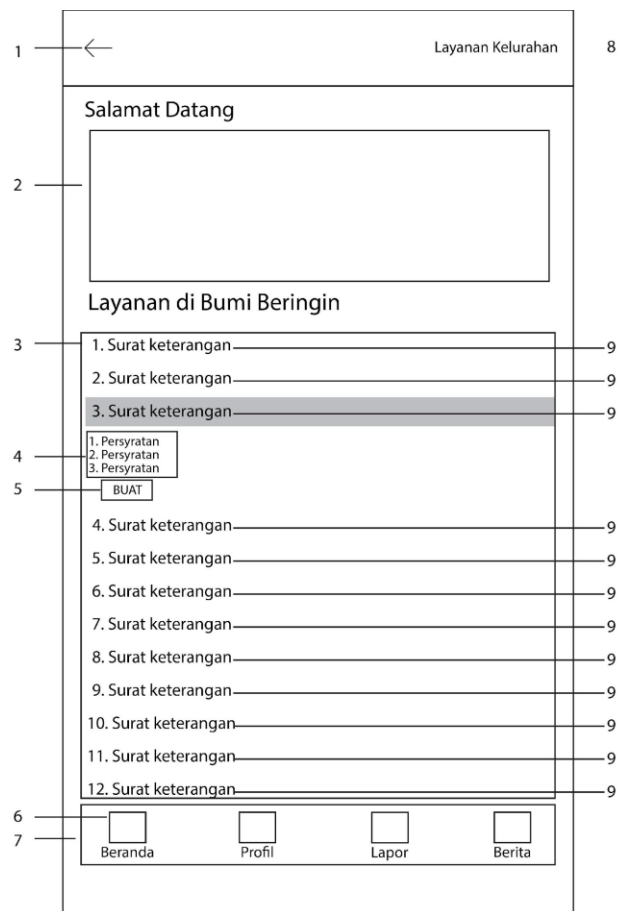 1 Layanan Kelurahan 8
Salamat Datang
2
Layanan di Bumi Beringin
3 1. Surat keterangan 9
2. Surat keterangan 9
3. Surat keterangan 9
1. Persyratan
4 2. Persyratan
3. Persyratan
5 BUAT
4. Surat keterangan 9
5. Surat keterangan 9
6. Surat keterangan 9
7. Surat keterangan 9
8. Surat keterangan 9
9. Surat keterangan 9
10. Surat keterangan 9
11. Surat keterangan 9
12. Surat keterangan 9
6
7
Beranda Profil Lapor Berita